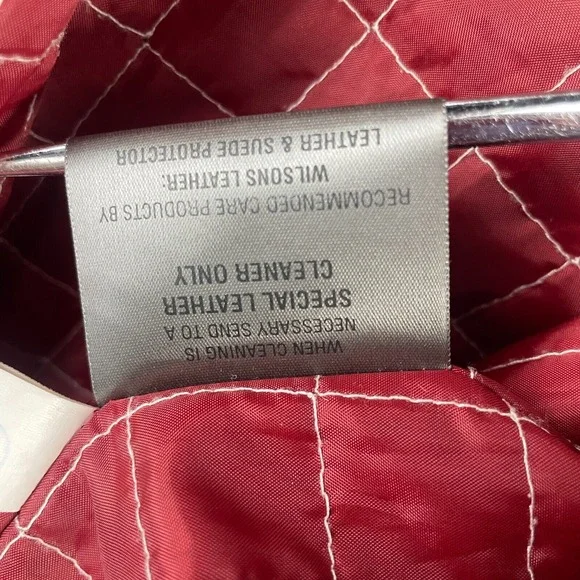 WHEN CLEANING IS
NECESSARY SEND TO A
SPECIAL LEATHER
CLEANER ONLY
RECOMMENDED CARE PRODUCTS BY
WILSONS LEATHER:
LEATHER & SUEDE PROTECTOR